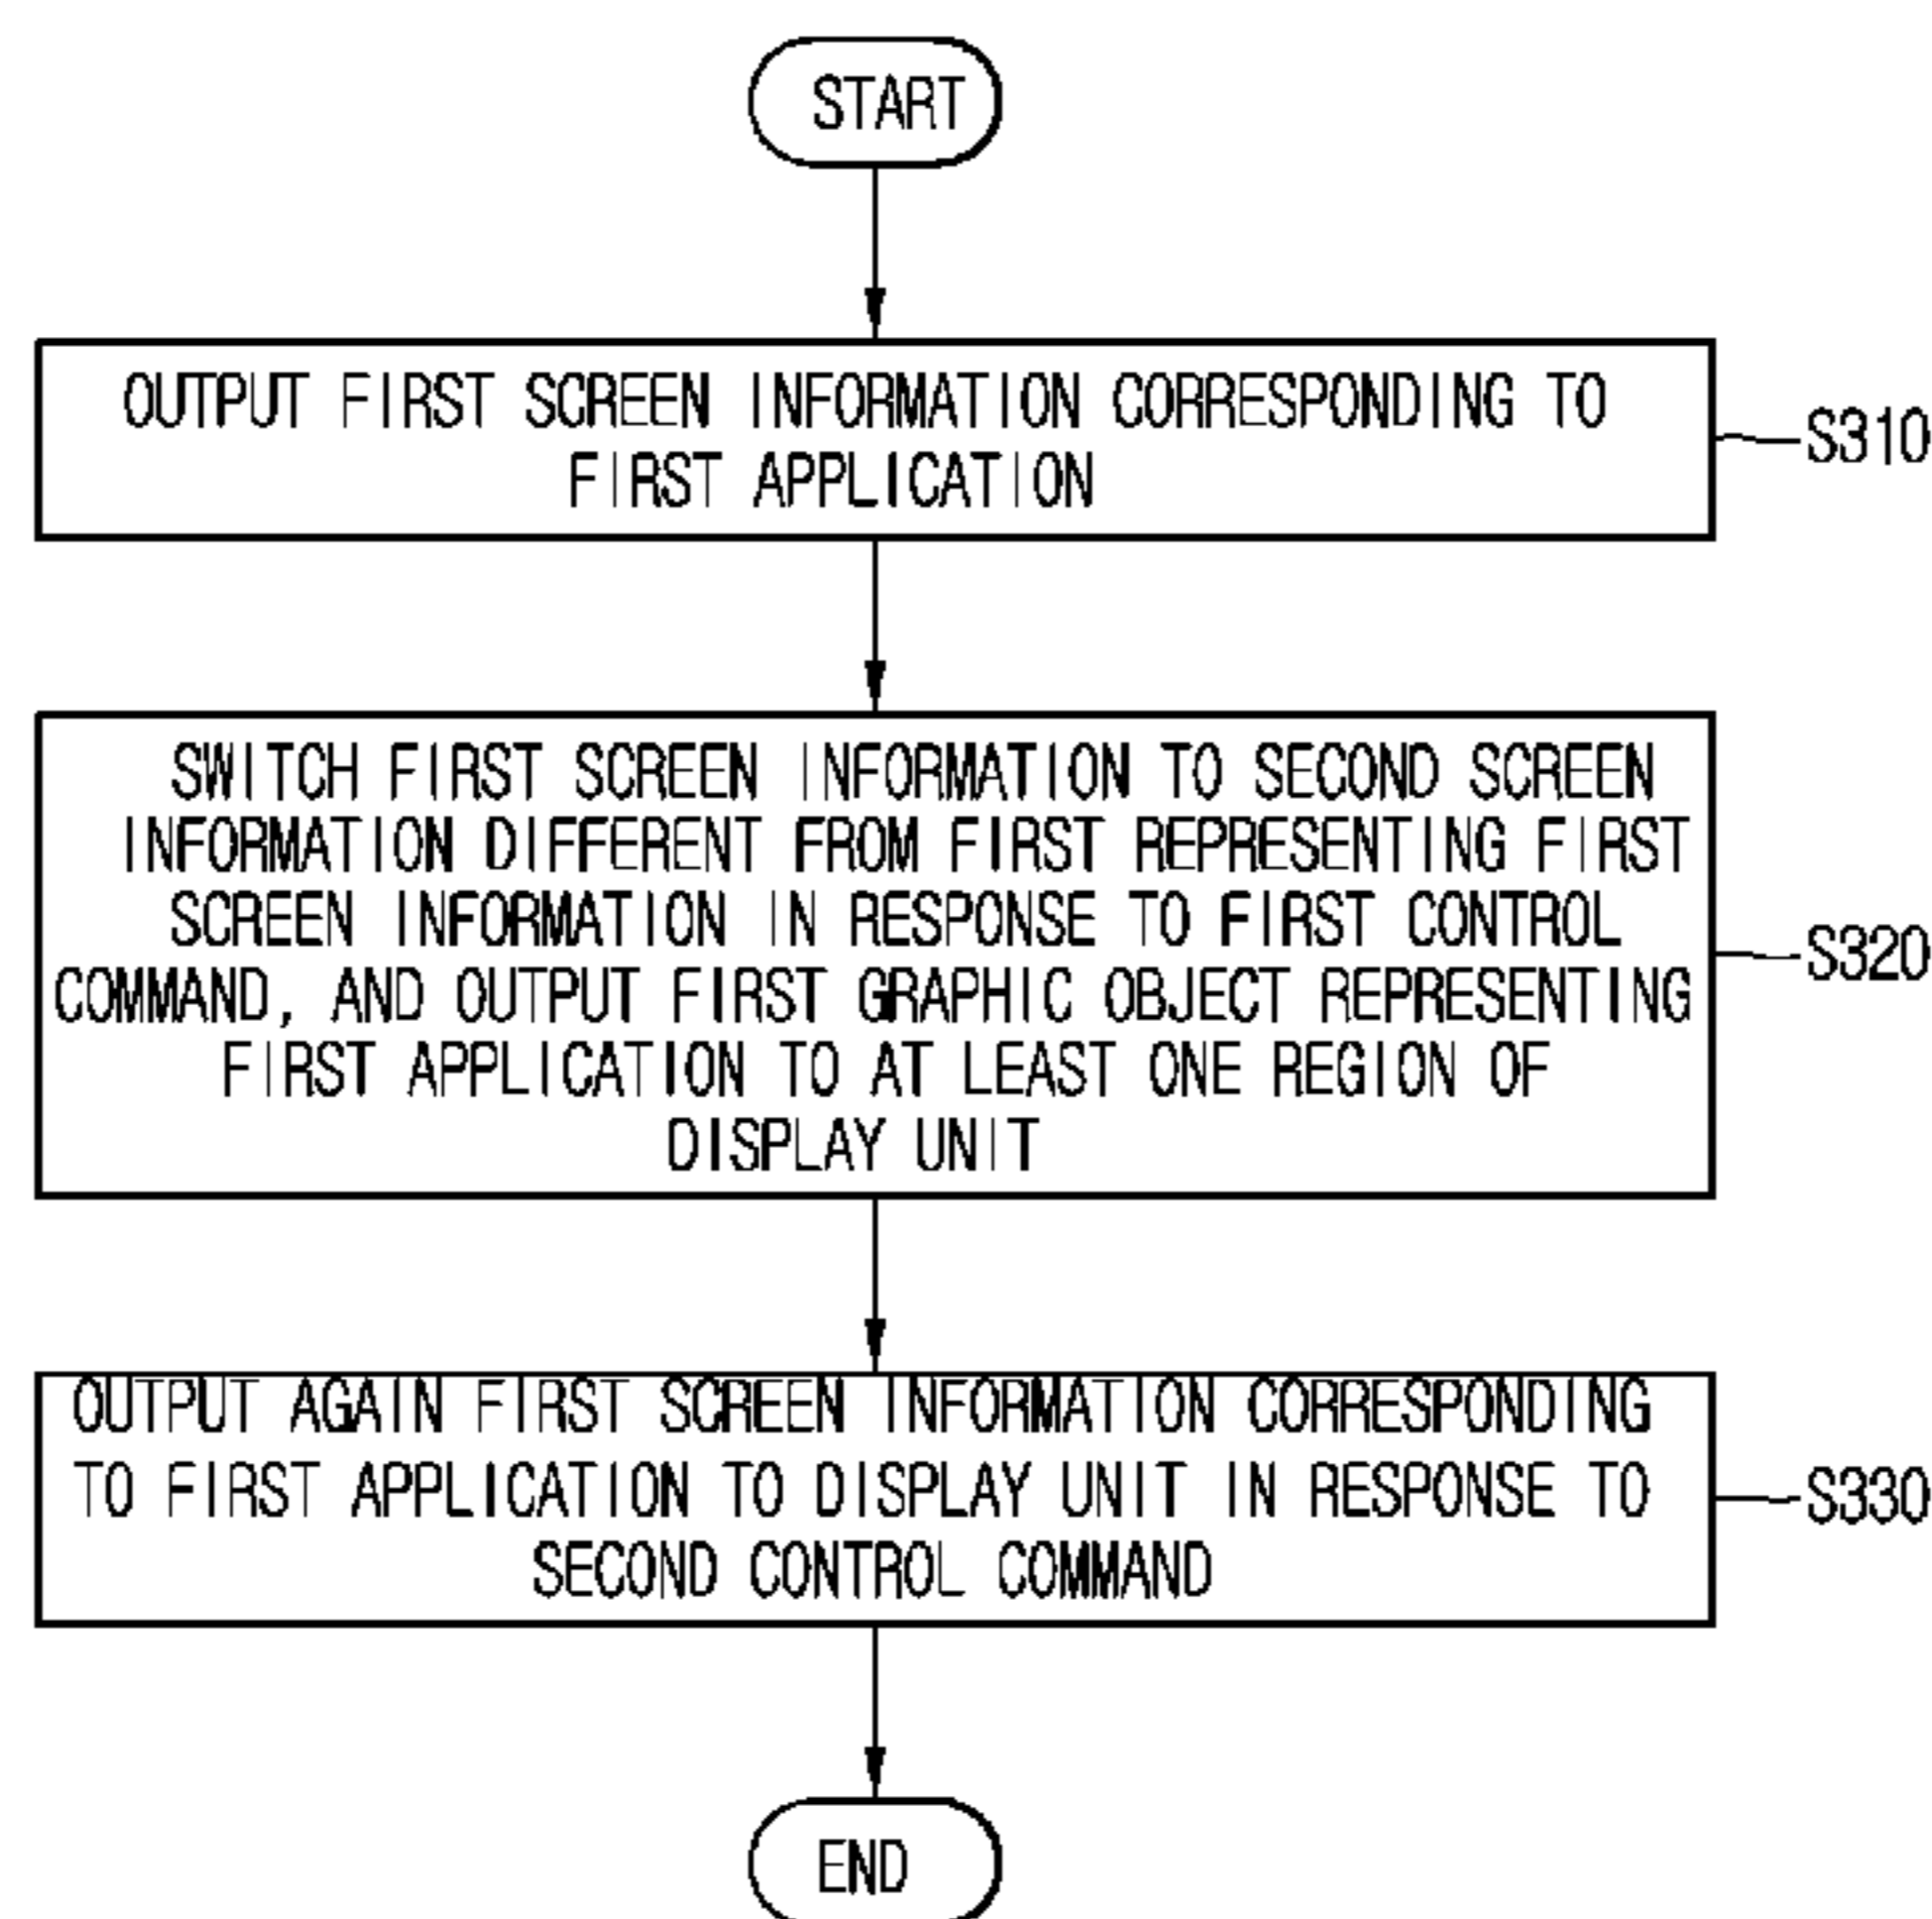 START
OUTPUT FIRST SCREEN INFORMATION CORRESPONDING TO
FIRST APPLICATION
S310
SWITCH FIRST SCREEN INFORMATION TO SECOND SCREEN
INFORMATION DIFFERENT FROM FIRST REPRESENTING FIRST
SCREEN INFORMATION IN RESPONSE TO FIRST CONTROL
COMMAND, AND OUTPUT FIRST GRAPHIC OBJECT REPRESENTING
FIRST APPLICATION TO AT LEAST ONE REGION OF
DISPLAY UNIT
S320
OUTPUT AGAIN FIRST SCREEN INFORMATION CORRESPONDING
TO FIRST APPLICATION TO DISPLAY UNIT IN RESPONSE TO
SECOND CONTROL COMMAND
S330
END